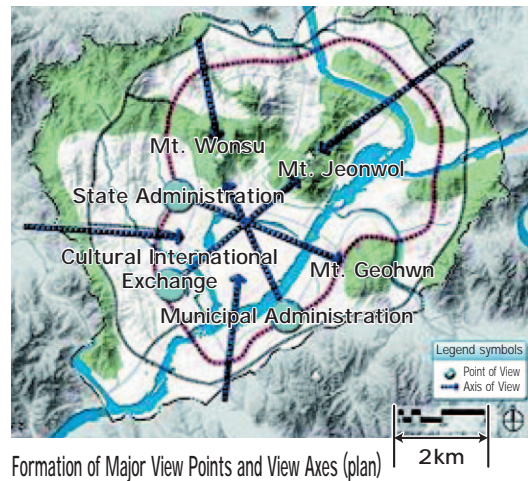 Mt. Wonsu
Mt. Jeonwol
State Administration
Cultural International
Exchange
Mt. Geohwn
Municipal Administration
Legend symbols
Point of View
Axis of View
2km
Formation of Major View Points and View Axes (plan)